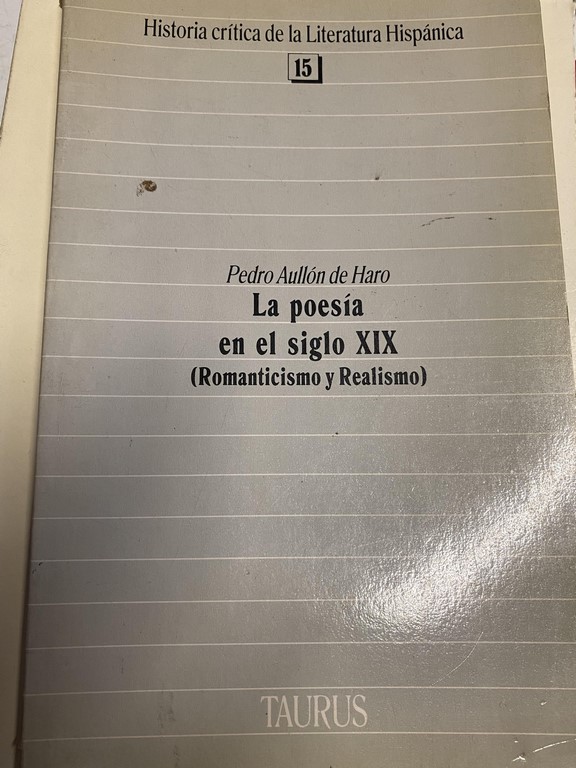 Historia crítica de la Literatura Hispánica
15
Pedro Aullón de Haro
La poesía
en el siglo XIX
(Romanticismo y Realismo)
TAURUS